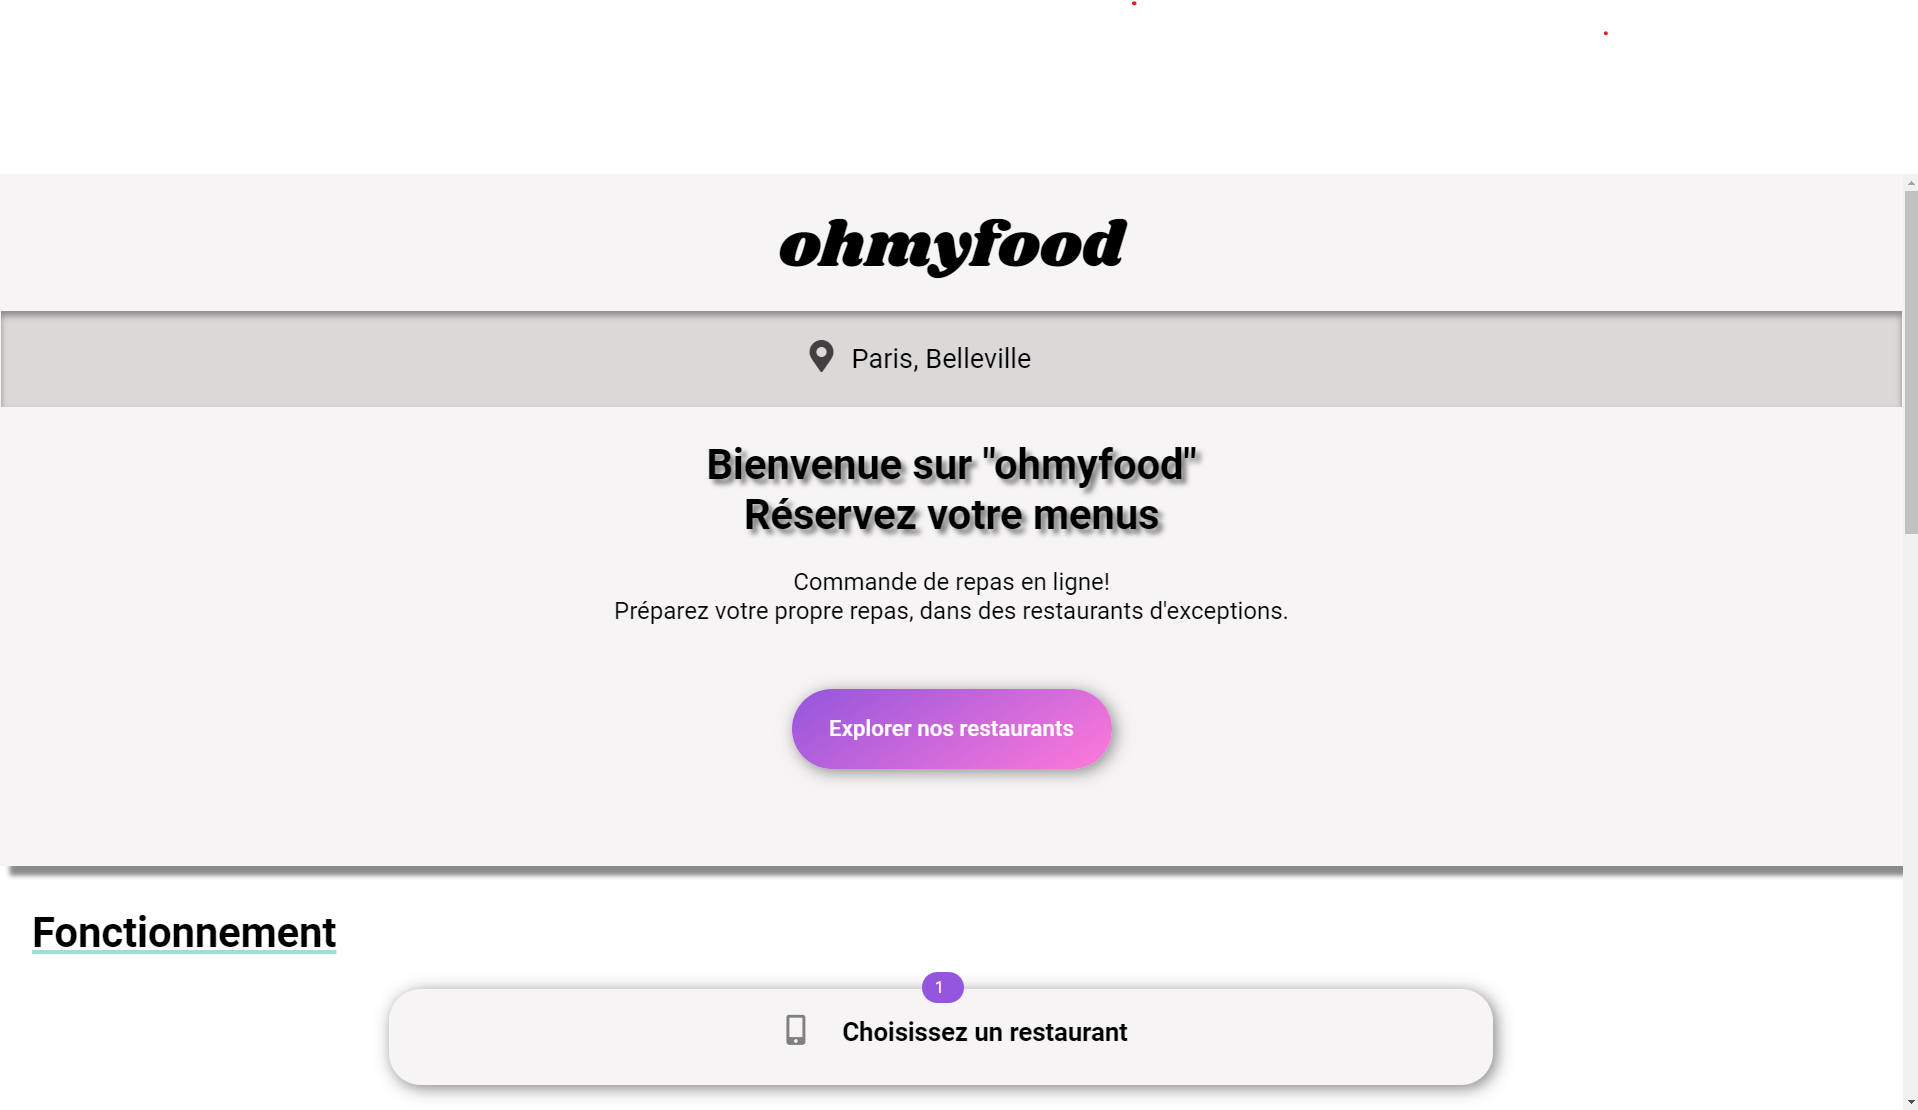 ohmyfood
Paris, Belleville
Bienvenue sur "ohmyfood"
Réservez votre menus
Commande de repas en ligne!
Préparez votre propre repas, dans des restaurants d'exceptions.
Explorer nos restaurants
Fonctionnement
1
Choisissez un restaurant